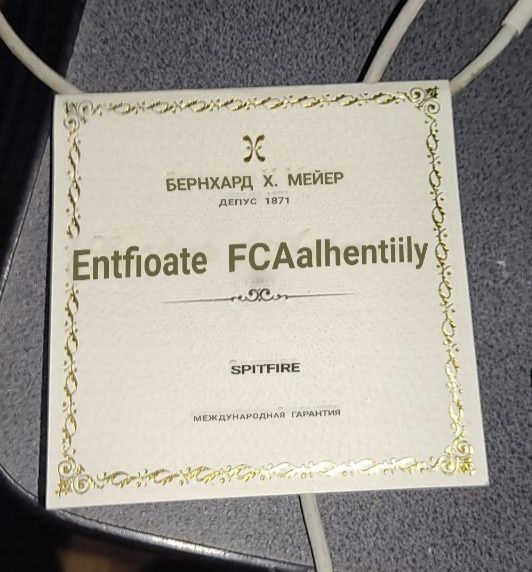 БЕРНХАРД Х. МЕЙЕР
ДЕПУС 1871
Entfioate FCAalhentiily
SPITFIRE
МЕЖДУНАРОДНАЯ ГАРАНТИЯ